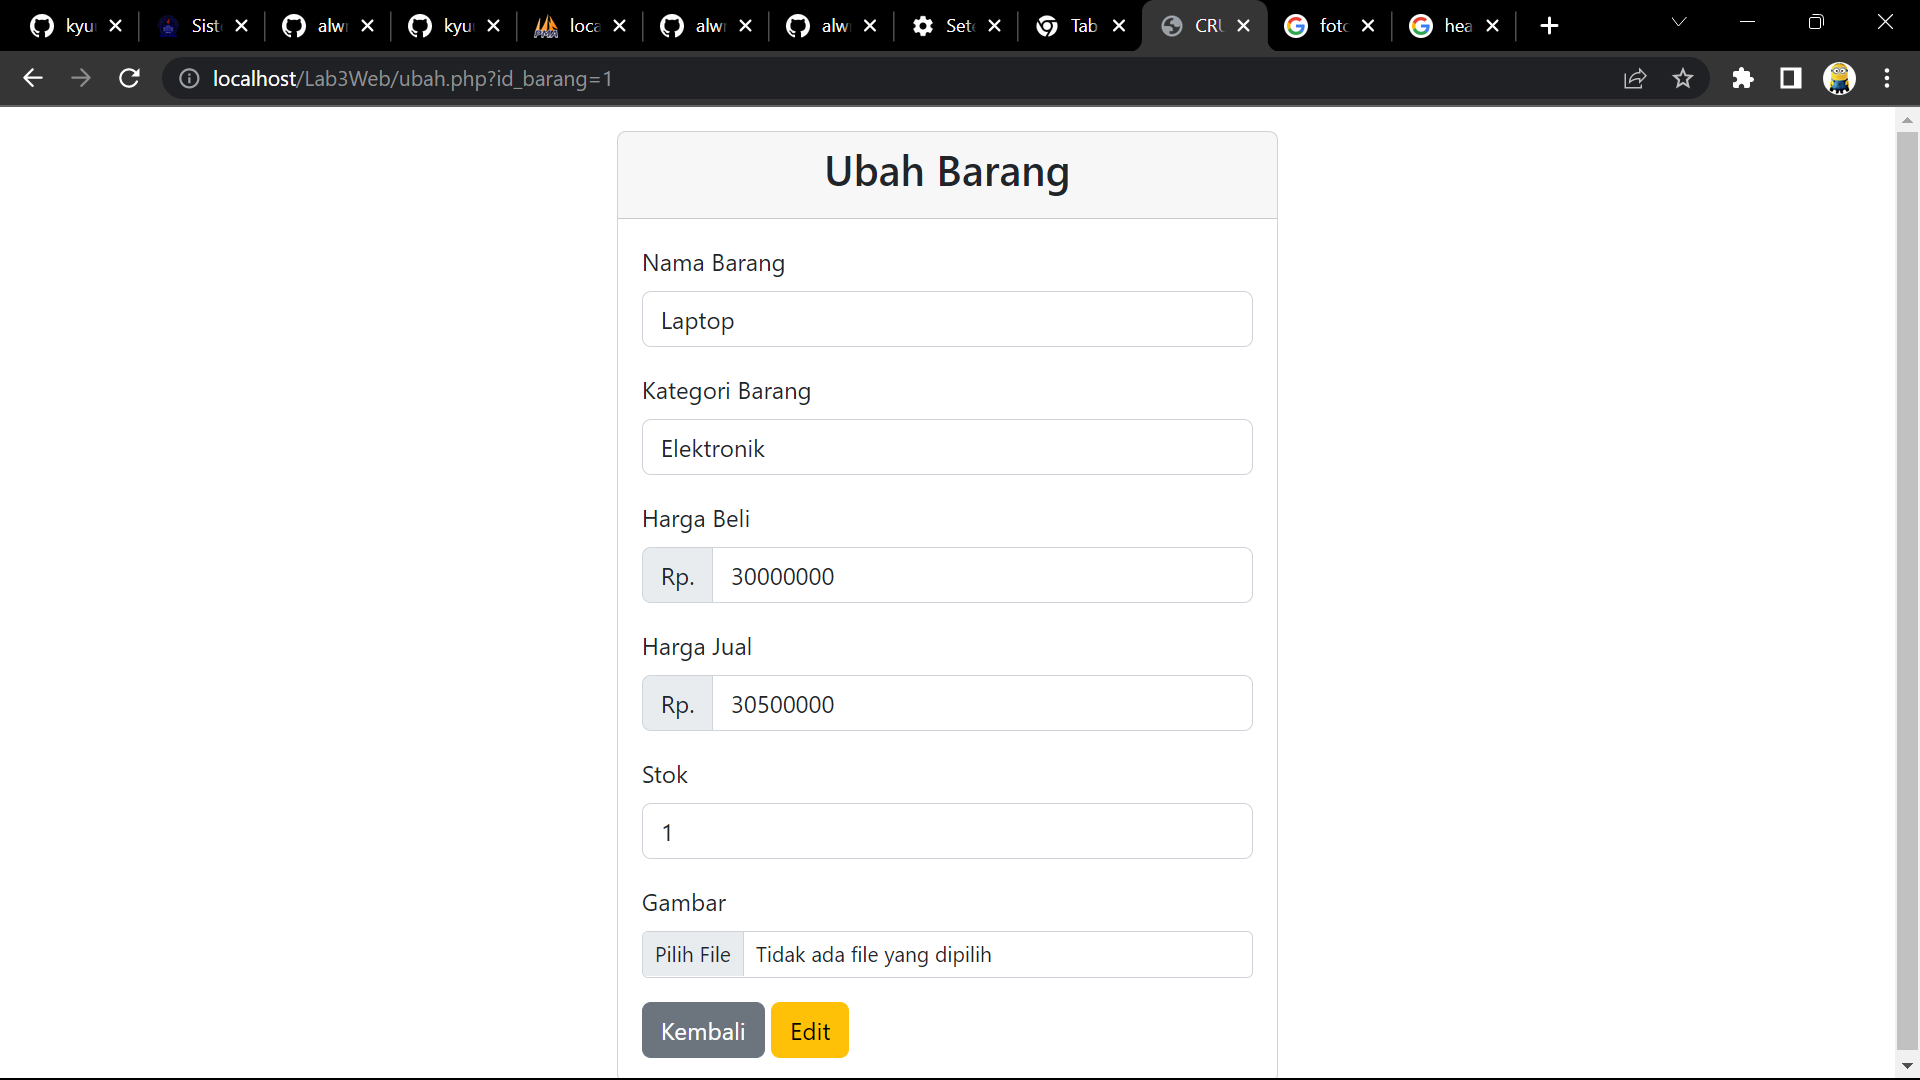 kyu
Sist
alw
kyu
loca
alw
alw
Sete
Tab
CRU
foto
hea
localhost/Lab3Web/ubah.php?id_barang=1
Ubah Barang
Nama Barang
Laptop
Kategori Barang
Elektronik
Harga Beli
Rp. 30000000
Harga Jual
Rp. 30500000
Stok
1
Gambar
Pilih File Tidak ada file yang dipilih
Kembali Edit